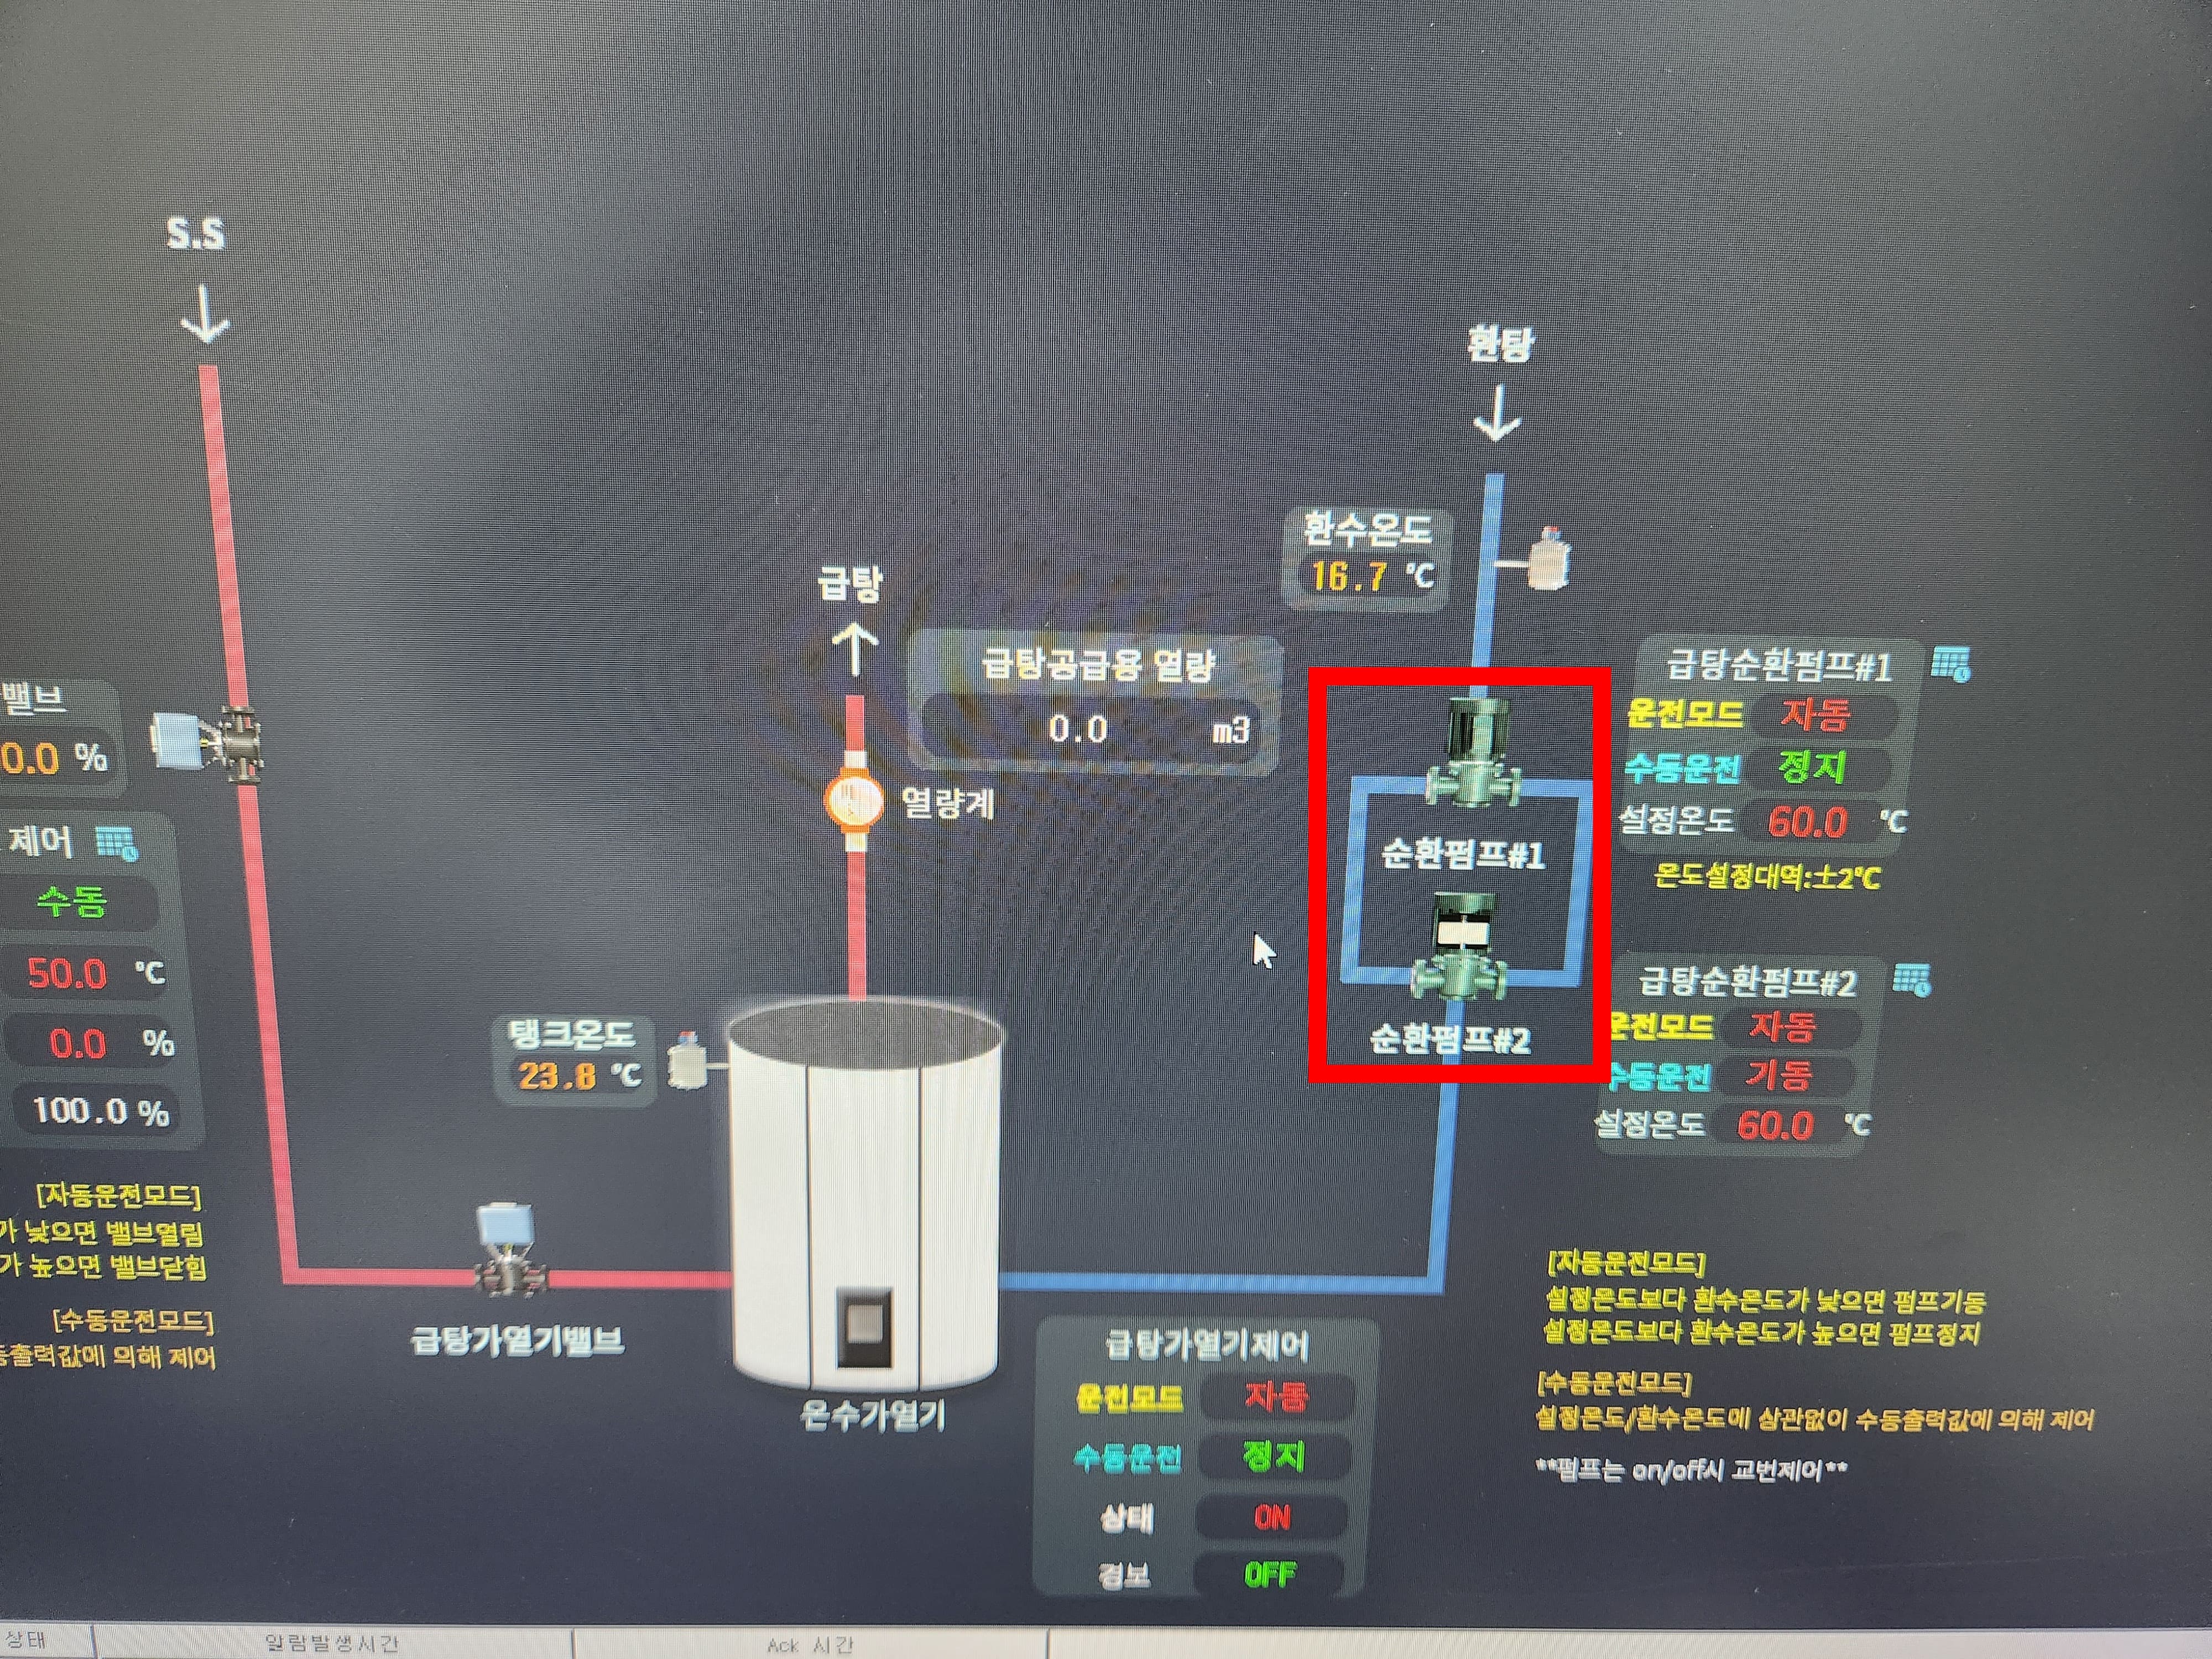 S.S
환탕
환수온도
16.7 ℃
급탕
급탕공급용 열량
0.0 m3
열량계
밸브
0.0 %
제어
수동
50.0 ℃
0.0 %
100.0 %
급탕순환펌프#1
운전모드 자동
수동운전 정지
설정온도 60.0 ℃
온도설정대역:±2℃
순환펌프#1
순환펌프#2
급탕순환펌프#2
운전모드 자동
수동운전 기동
설정온도 60.0 ℃
탱크온도
23.8 ℃
[자동운전모드]
가 낮으면 밸브열림
가 높으면 밸브닫힘
[수동운전모드]
동출력값에 의해 제어
급탕가열기밸브
온수가열기
급탕가열기제어
운전모드 자동
수동운전 정지
상태 ON
경보 OFF
[자동운전모드]
설정온도보다 환수온도가 낮으면 펌프기동
설정온도보다 환수온도가 높으면 펌프정지
[수동운전모드]
설정온도/환수온도에 상관없이 수동출력값에 의해 제어
**펌프는 on/off시 교번제어**
상태 알람발생시간 Ack 시간